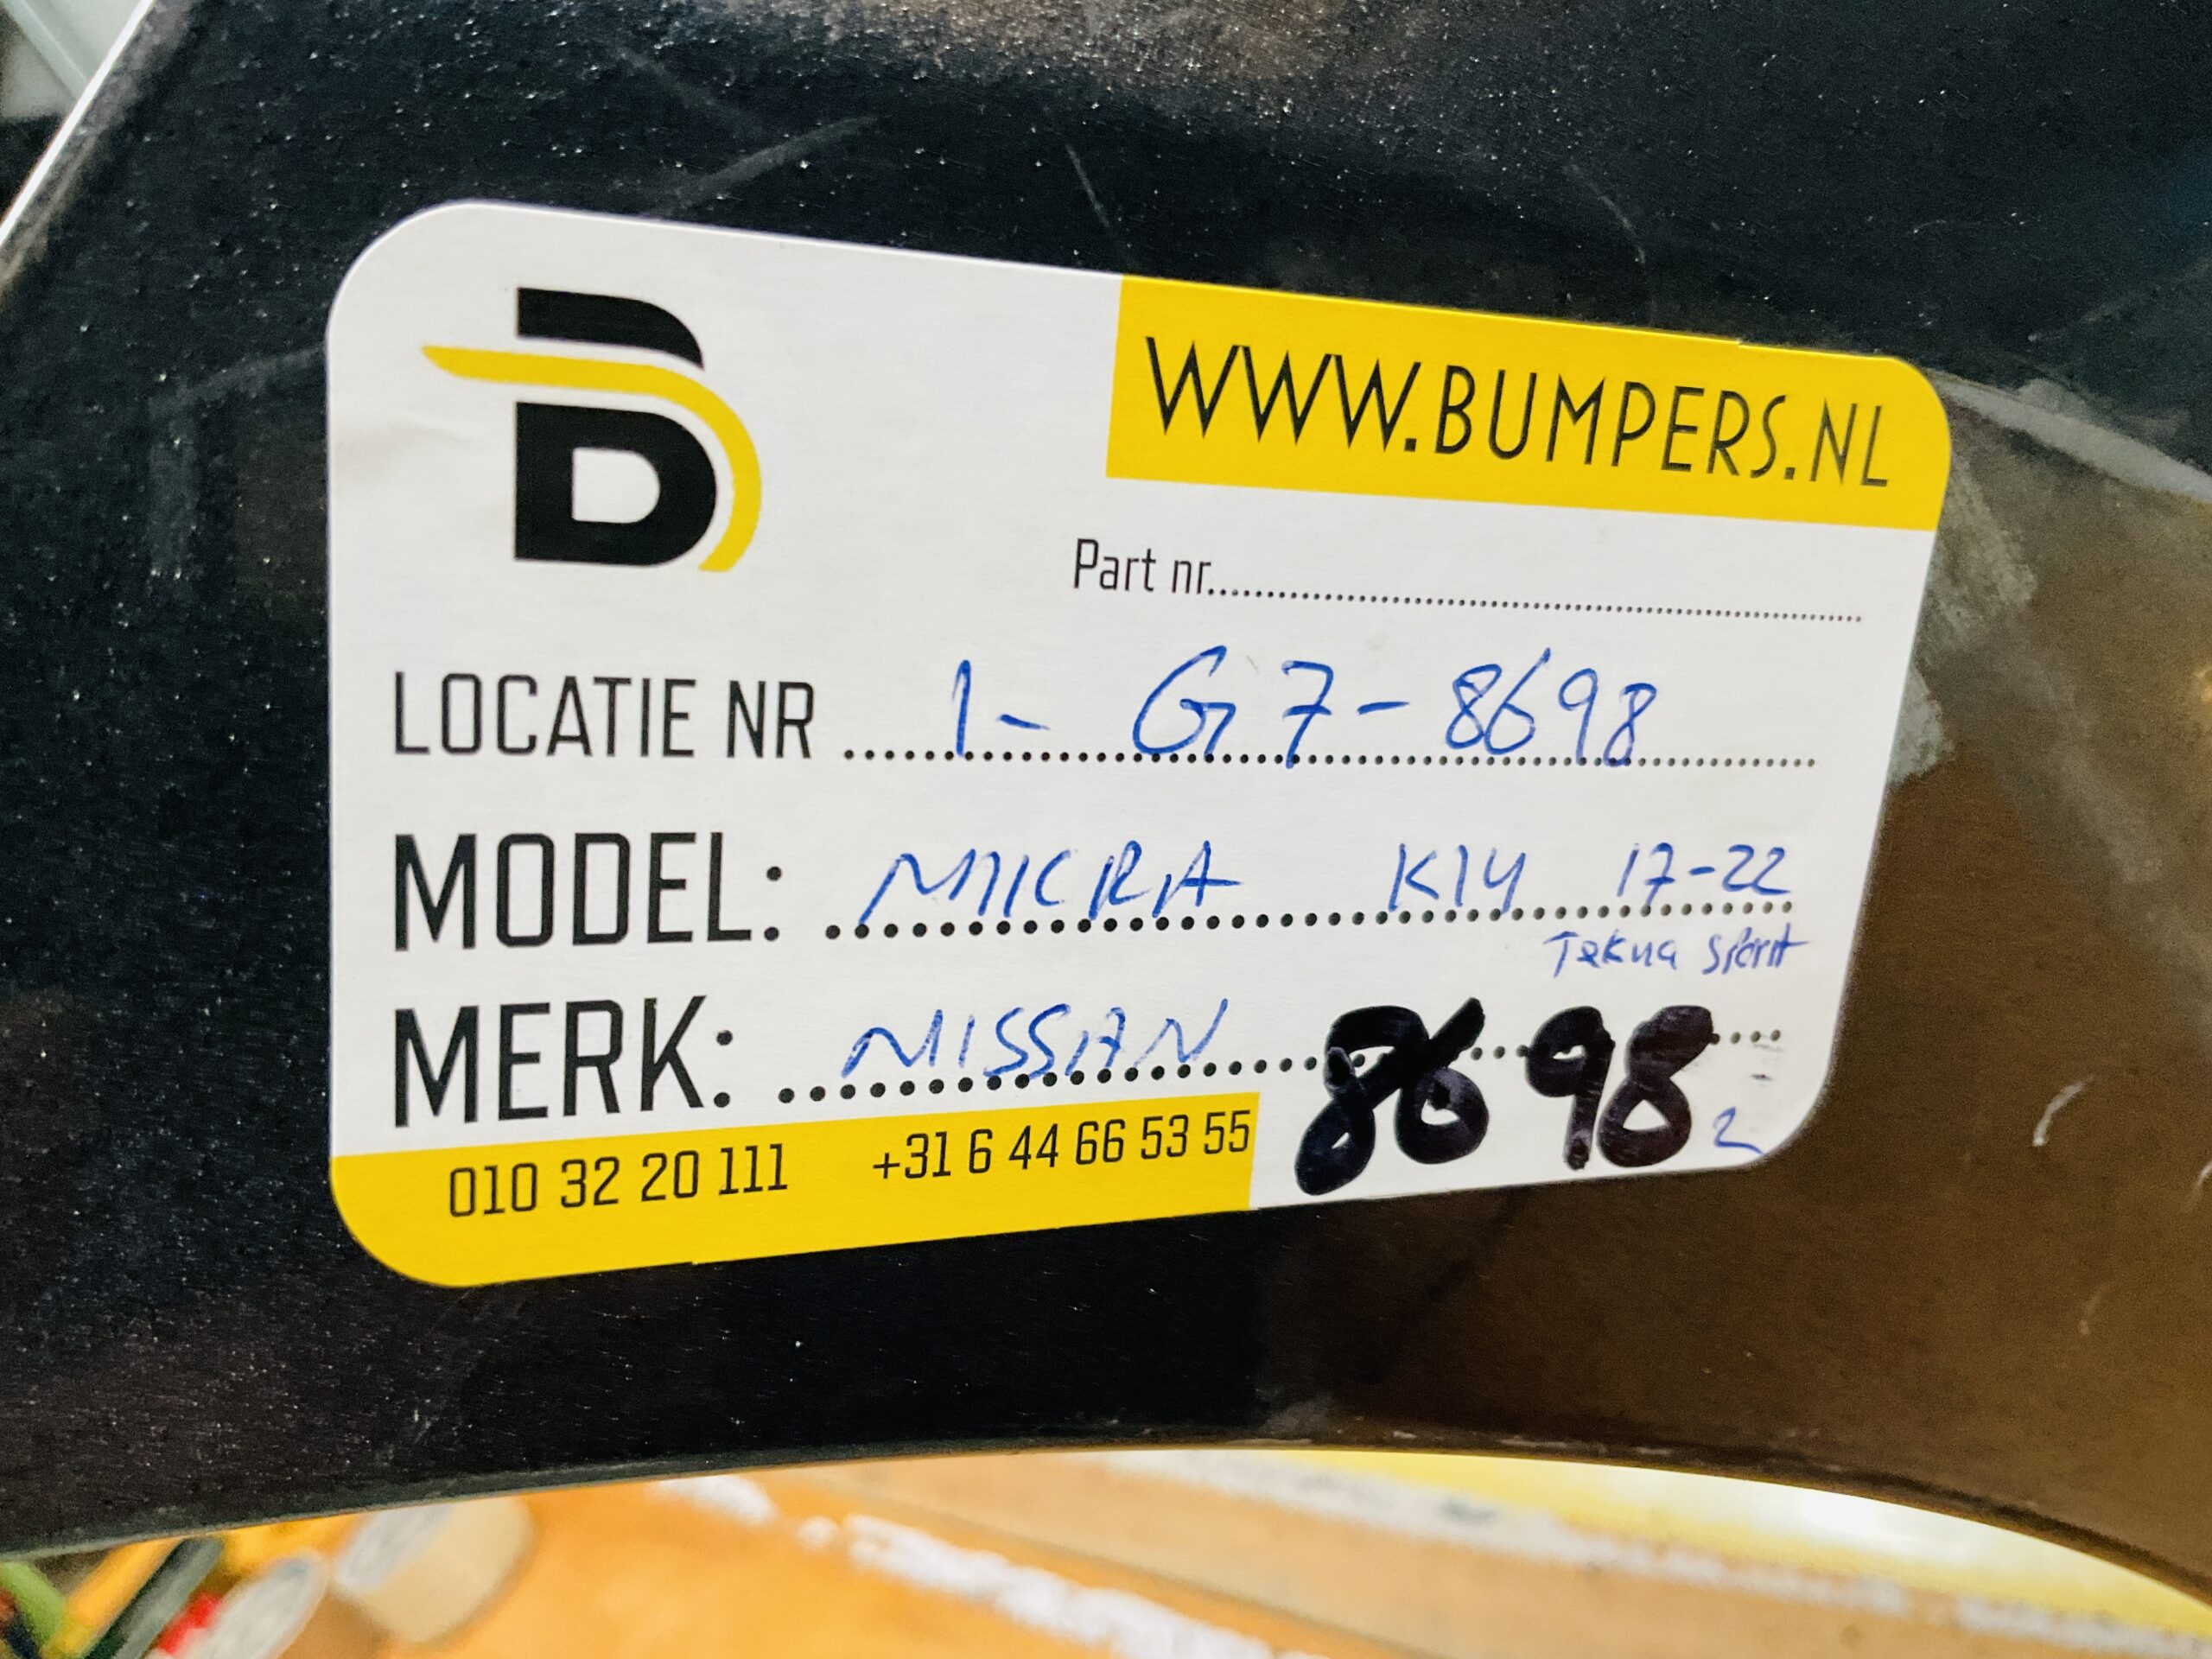 B
WWW.BUMPERS.NL
Part nr.
LOCATIE NR 1- G7-8698
MODEL: MICRA K14 17-22
Tekna Sport
MERK: NISSAN 8698
2
010 32 20 111 +31 6 44 66 53 55